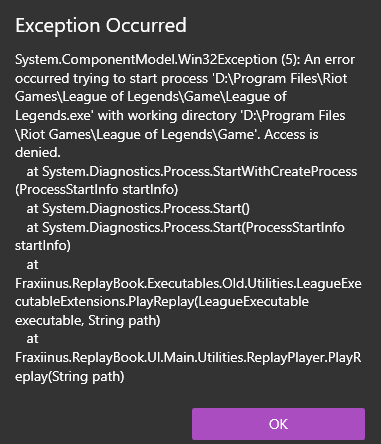 Exception Occurred
System.ComponentModel.Win32Exception (5): An error
occurred trying to start process 'D:\Program Files\Riot
Games\League of Legends\Game\League of
Legends.exe' with working directory 'D:\Program Files
\Riot Games\League of Legends\Game'. Access is
denied.
at System.Diagnostics.Process.StartWithCreateProcess
(ProcessStartInfo startInfo)
at System.Diagnostics.Process.Start()
at System.Diagnostics.Process.Start(ProcessStartInfo
startInfo)
at
Fraxiinus.ReplayBook.Executables.Old.Utilities.LeagueExe
cutableExtensions.PlayReplay(LeagueExecutable
executable, String path)
at
Fraxiinus.ReplayBook.UI.Main.Utilities.ReplayPlayer.PlayR
eplay(String path)
OK